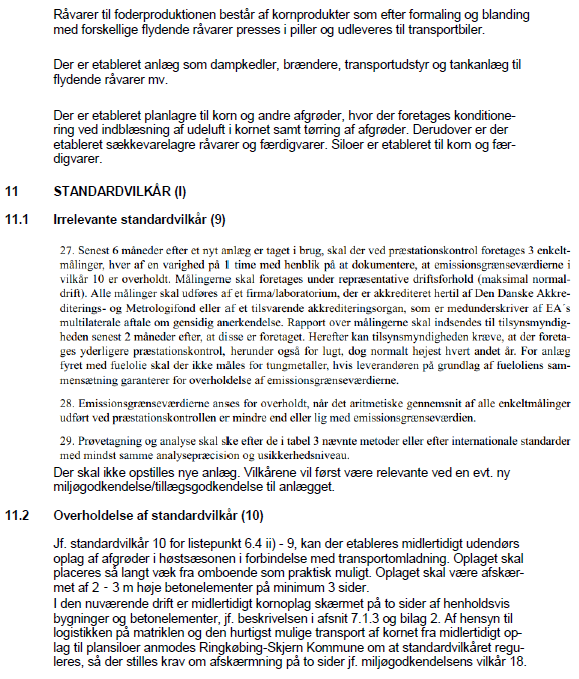 Råvarer til foderproduktionen består af kornprodukter som efter formaling og blanding
med forskellige flydende råvarer presses i piller og udleveres til transportbiler.
Der er etableret anlæg som dampkedler, brændere, transportudstyr og tankanlæg til
flydende råvarer mv.
Der er etableret planlagre til korn og andre afgrøder, hvor der foretages konditione-
ring ved indblæsning af udeluft i kornet samt tørring af afgrøder. Derudover er der
etableret sækkevarelagre råvarer og færdigvarer. Siloer er etableret til korn og fær-
digvarer.
11 STANDARDVILKÅR (I)
11.1 Irrelevante standardvilkår (9)
27. Senest 6 måneder efter et nyt anlæg er taget i brug, skal der ved præstationskontrol foretages 3 enkelt-
målinger, hver af en varighed på 1 time med henblik på at dokumentere, at emissionsgrænseværdierne i
vilkår 10 er overholdt. Målingerne skal foretages under repræsentative driftsforhold (maksimal normal-
drift). Alle målinger skal udføres af et firma/laboratorium, der er akkrediteret hertil af Den Danske Akkre-
diterings- og Metrologifond eller af et tilsvarende akkrediteringsorgan, som er medunderskriver af EA´s
multilaterale aftale om gensidig anerkendelse. Rapport over målingerne skal indsendes til tilsynsmyndig-
heden senest 2 måneder efter, at disse er foretaget. Herefter kan tilsynsmyndigheden kræve, at der foreta-
ges yderligere præstationskontrol, herunder også for lugt, dog normalt højest hvert andet år. For anlæg
fyret med fuelolie skal der ikke måles for tungmetaller, hvis leverandøren på grundlag af fueloliens sam-
mensætning garanterer for overholdelse af emissionsgrænseværdierne.
28. Emissionsgrænseværdierne anses for overholdt, når det aritmetiske gennemsnit af alle enkeltmålinger
udført ved præstationskontrollen er mindre end eller lig med emissionsgrænseværdien.
29. Prøvetagning og analyse skal ske efter de i tabel 3 nævnte metoder eller efter internationale standarder
med mindst samme analysepræcision og usikkerhedsniveau.
Der skal ikke opstilles nye anlæg. Vilkårene vil først være relevante ved en evt. ny
miljøgodkendelse/tillægsgodkendelse til anlægget.
11.2 Overholdelse af standardvilkår (10)
Jf. standardvilkår 10 for listepunkt 6.4 ii) - 9, kan der etableres midlertidigt udendørs
oplag af afgrøder i høstsæsonen i forbindelse med transportomladning. Oplaget skal
placeres så langt væk fra omboende som praktisk muligt. Oplaget skal være afskær-
met af 2 - 3 m høje betonelementer på minimum 3 sider.
I den nuværende drift er midlertidigt kornoplag skærmet på to sider af henholdsvis
bygninger og betonelementer, jf. beskrivelsen i afsnit 7.1.3 og bilag 2. Af hensyn til
logistikken på matriklen og den hurtigst mulige transport af kornet fra midlertidigt op-
lag til plansiloer anmodes Ringkøbing-Skjern Kommune om at standardvilkåret regu-
leres, så der stilles krav om afskærmning på to sider jf. miljøgodkendelsens vilkår 18.